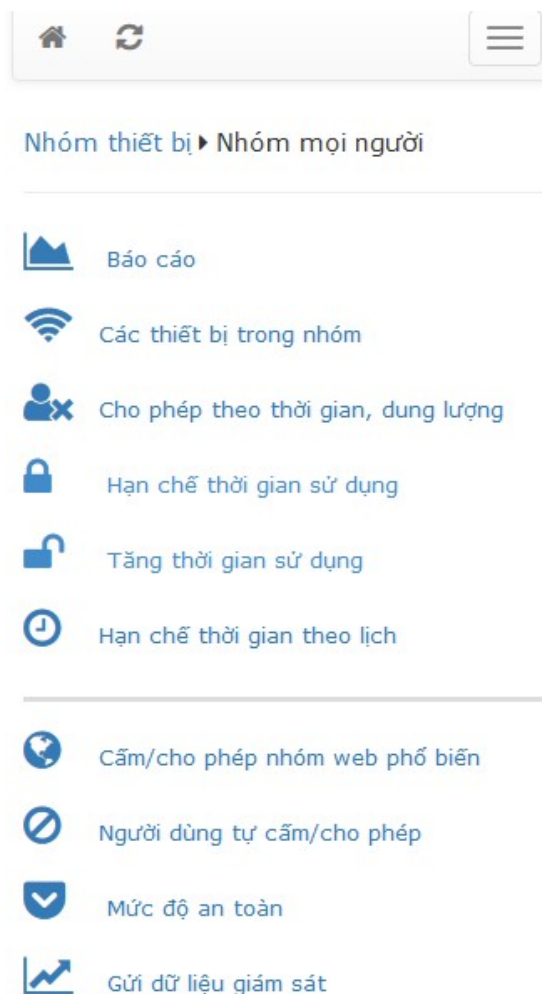 Nhóm thiết bị Nhóm mọi người
Báo cáo
Các thiết bị trong nhóm
Cho phép theo thời gian, dung lượng
Hạn chế thời gian sử dụng
Tăng thời gian sử dụng
Hạn chế thời gian theo lịch
Cấm/cho phép nhóm web phổ biến
Người dùng tự cấm/cho phép
Mức độ an toàn
Gửi dữ liệu giám sát